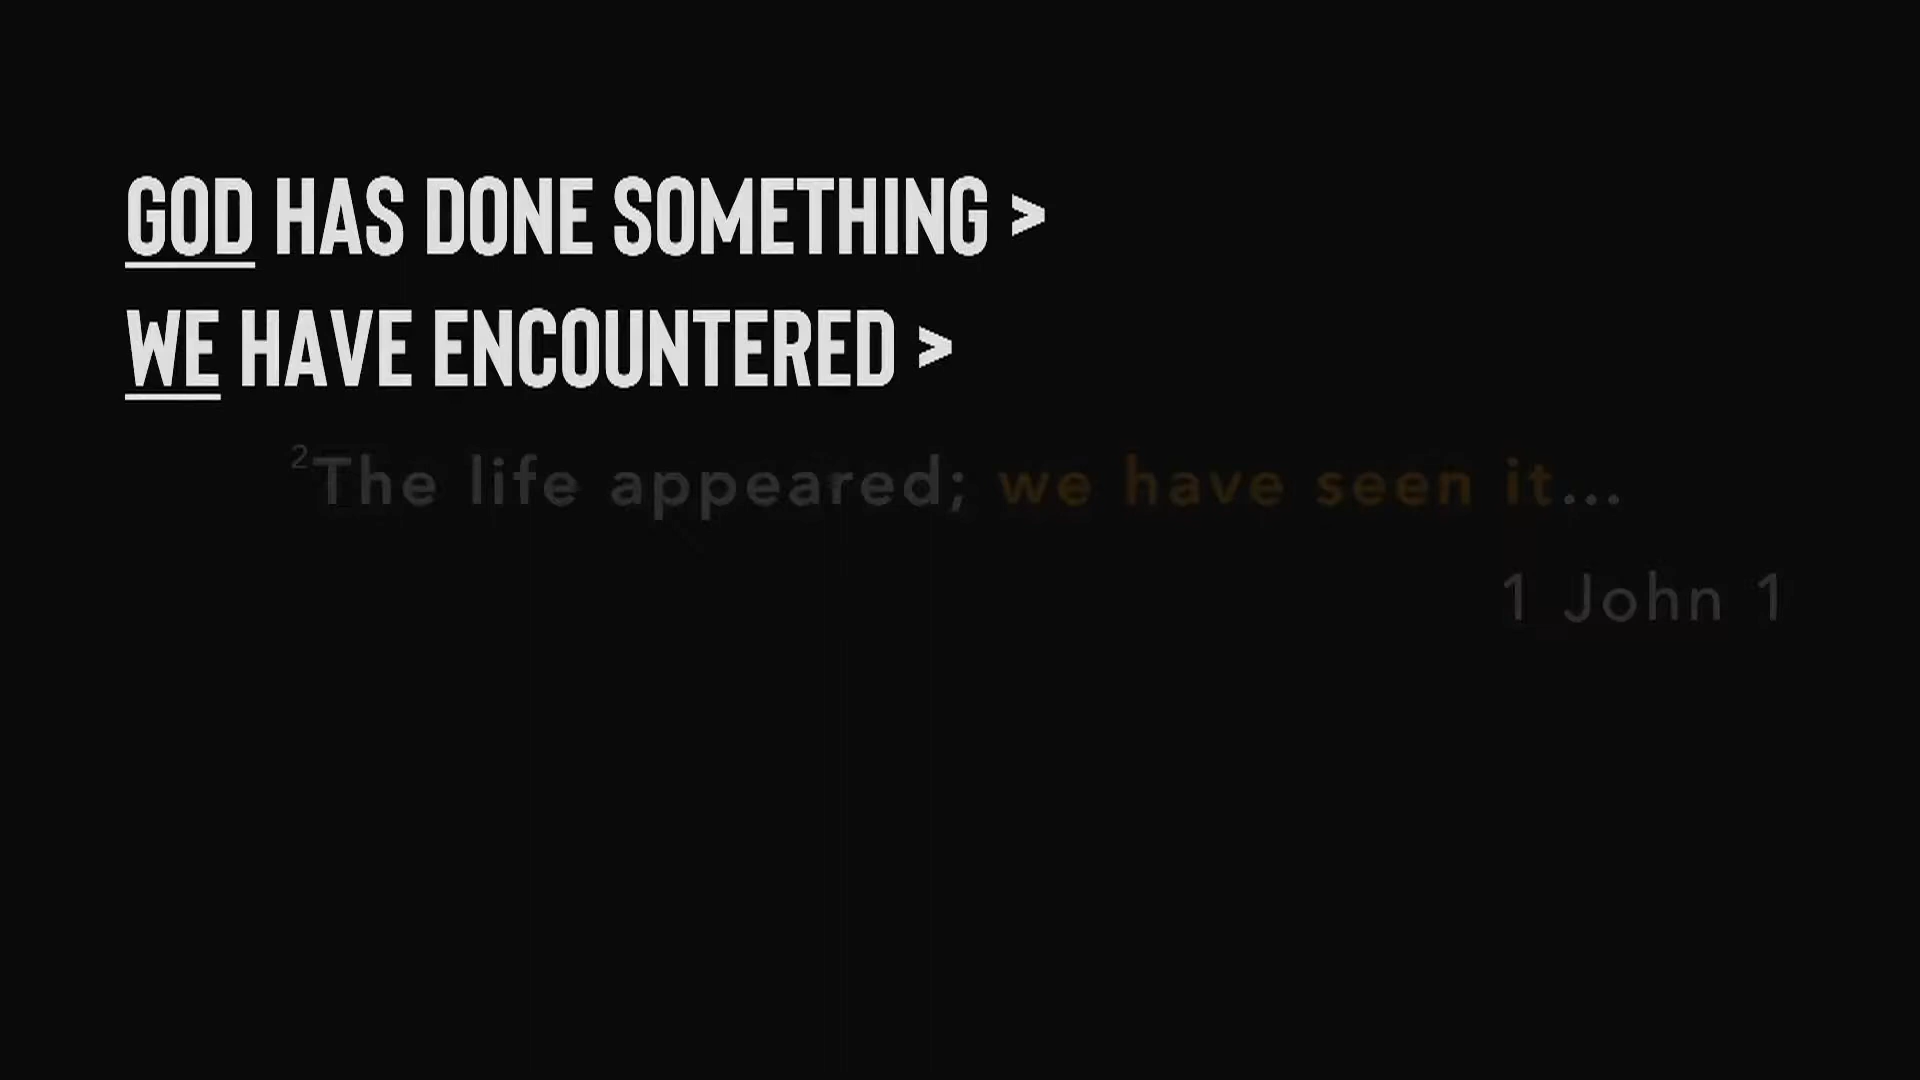 GOD HAS DONE SOMETHING >
WE HAVE ENCOUNTERED >
²The life appeared; we have seen it...
1 John 1